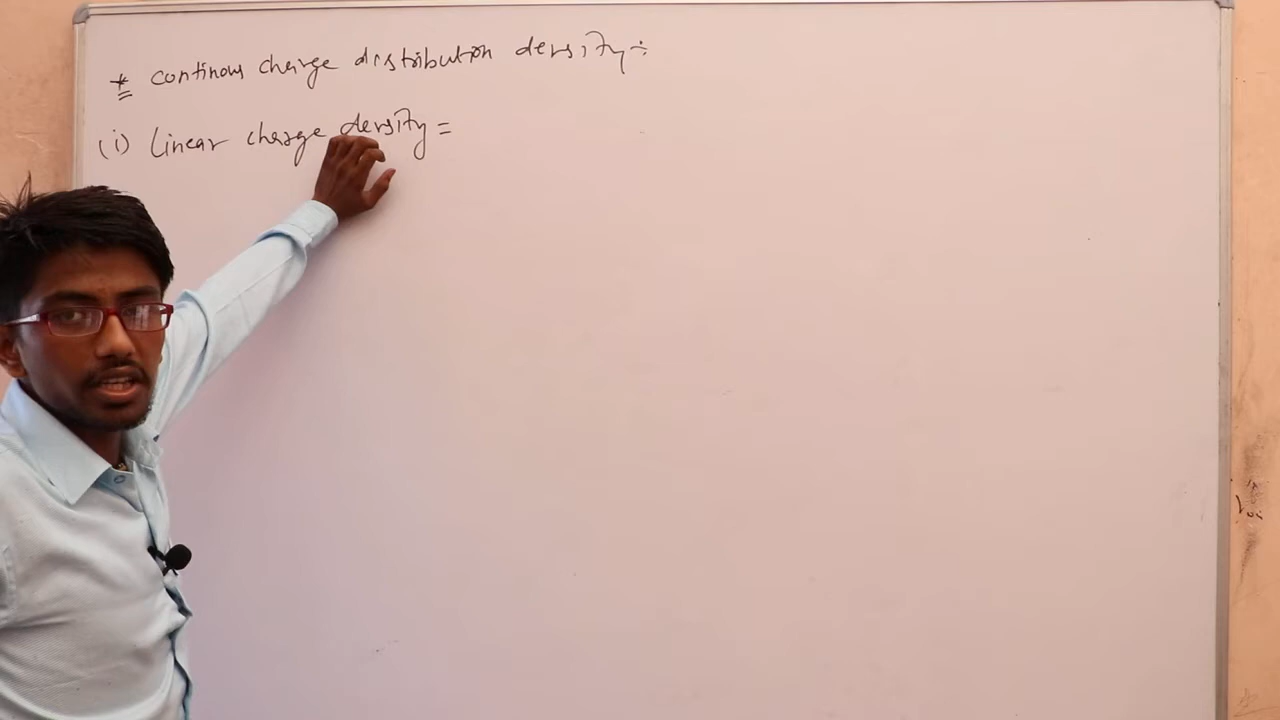 * continous charge distribution density ÷
(i) Linear charge density =